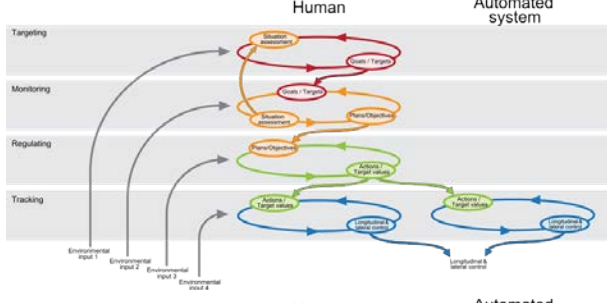 Human
Automated
system
Targeting
Situation
assessment
Goals / Targets
Monitoring
Goals / Targets
Situation
assessment
Plans/Objectives
Regulating
Plans/Objectives
Actions /
Target values
Tracking
Actions /
Target values
Longitudinal &
lateral control
Actions /
Target values
Longitudinal &
lateral control
Environmental
input 1
Environmental
input 2
Environmental
input 3
Environmental
input 4
Longitudinal &
lateral control
Automated